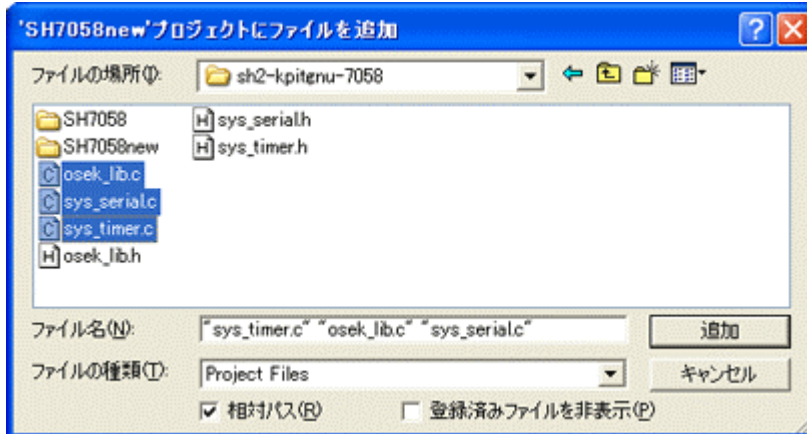 'SH7058new'プロジェクトにファイルを追加
ファイルの場所(I): sh2-kpitgnu-7058
SH7058 sys_serial.h
SH7058new sys_timer.h
osek_lib.c
sys_serial.c
sys_timer.c
osek_lib.h
ファイル名(N): "sys_timer.c" "osek_lib.c" "sys_serial.c" 追加
ファイルの種類(T): Project Files キャンセル
相対パス(R) 登録済みファイルを非表示(P)